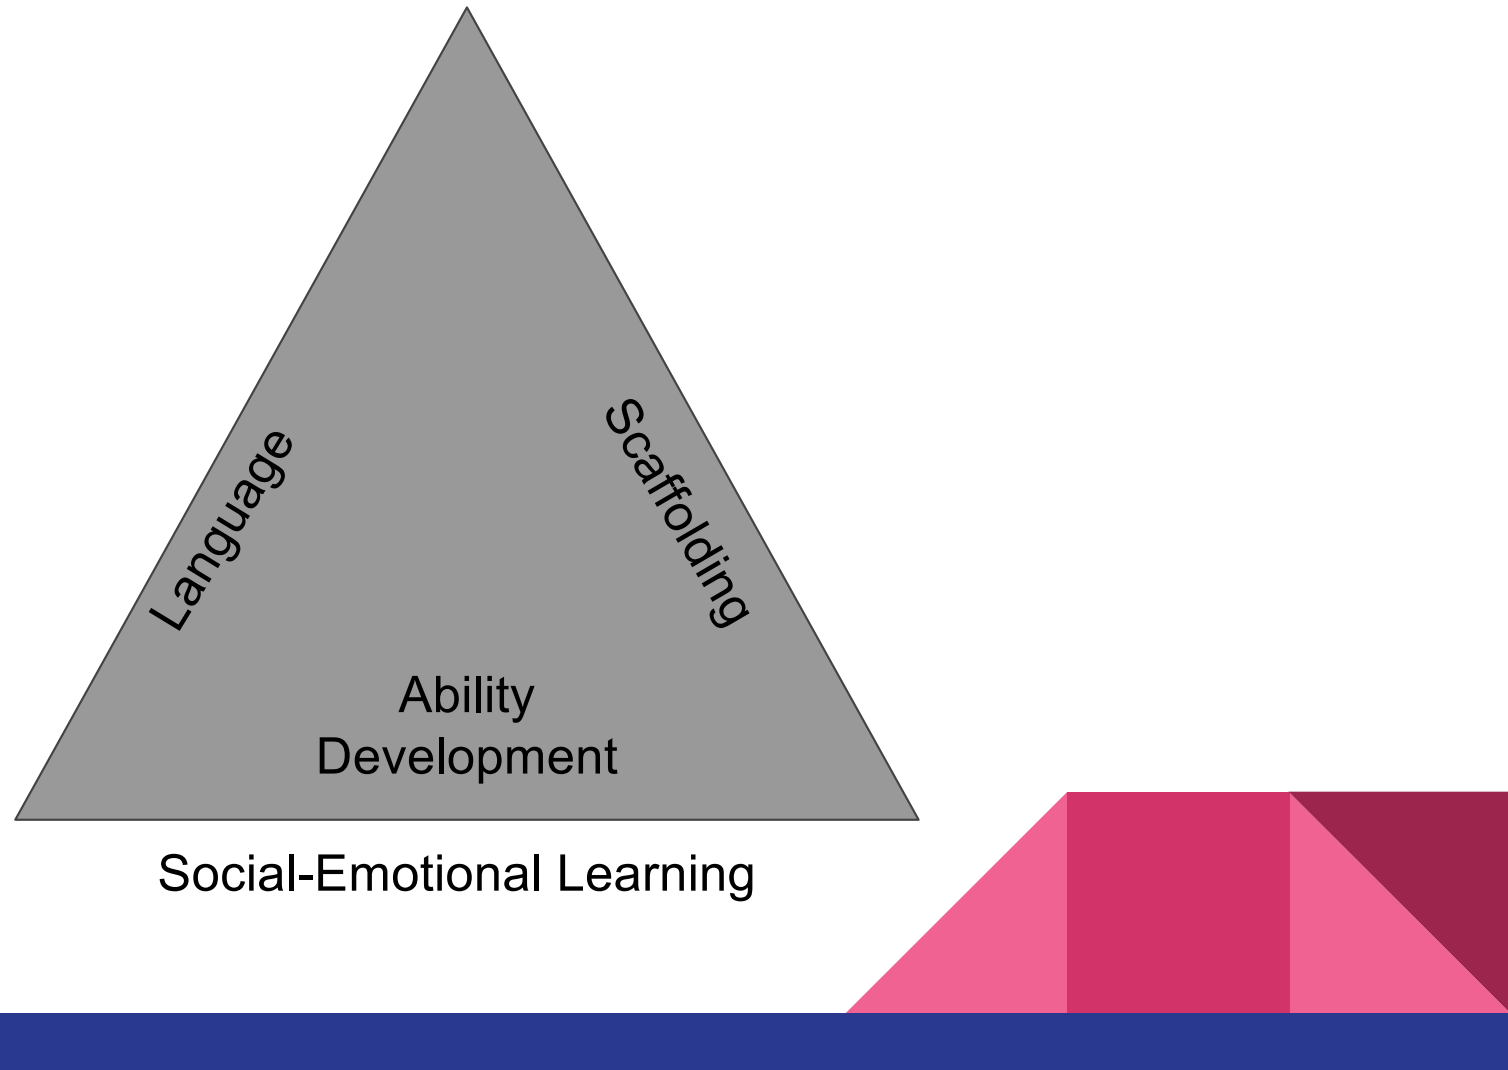 Language
Scaffolding
Ability
Development
Social-Emotional Learning